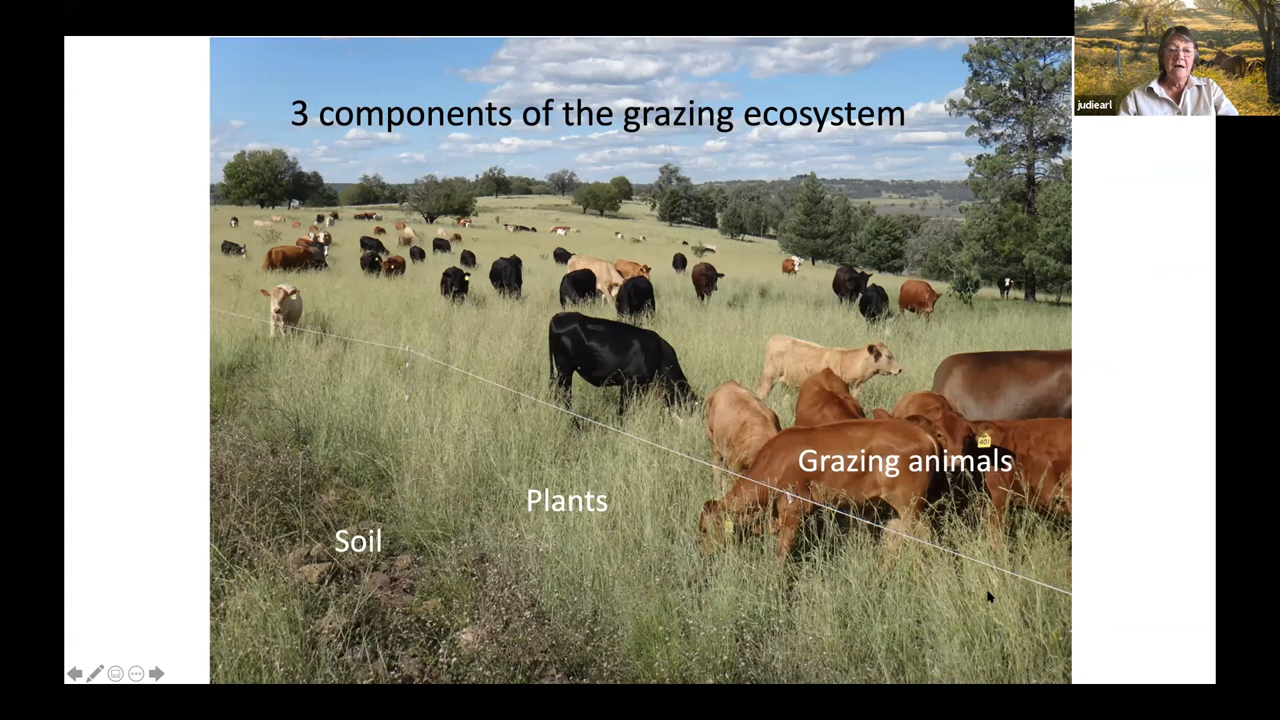 judiearl
3 components of the grazing ecosystem
Grazing animals
Plants
Soil